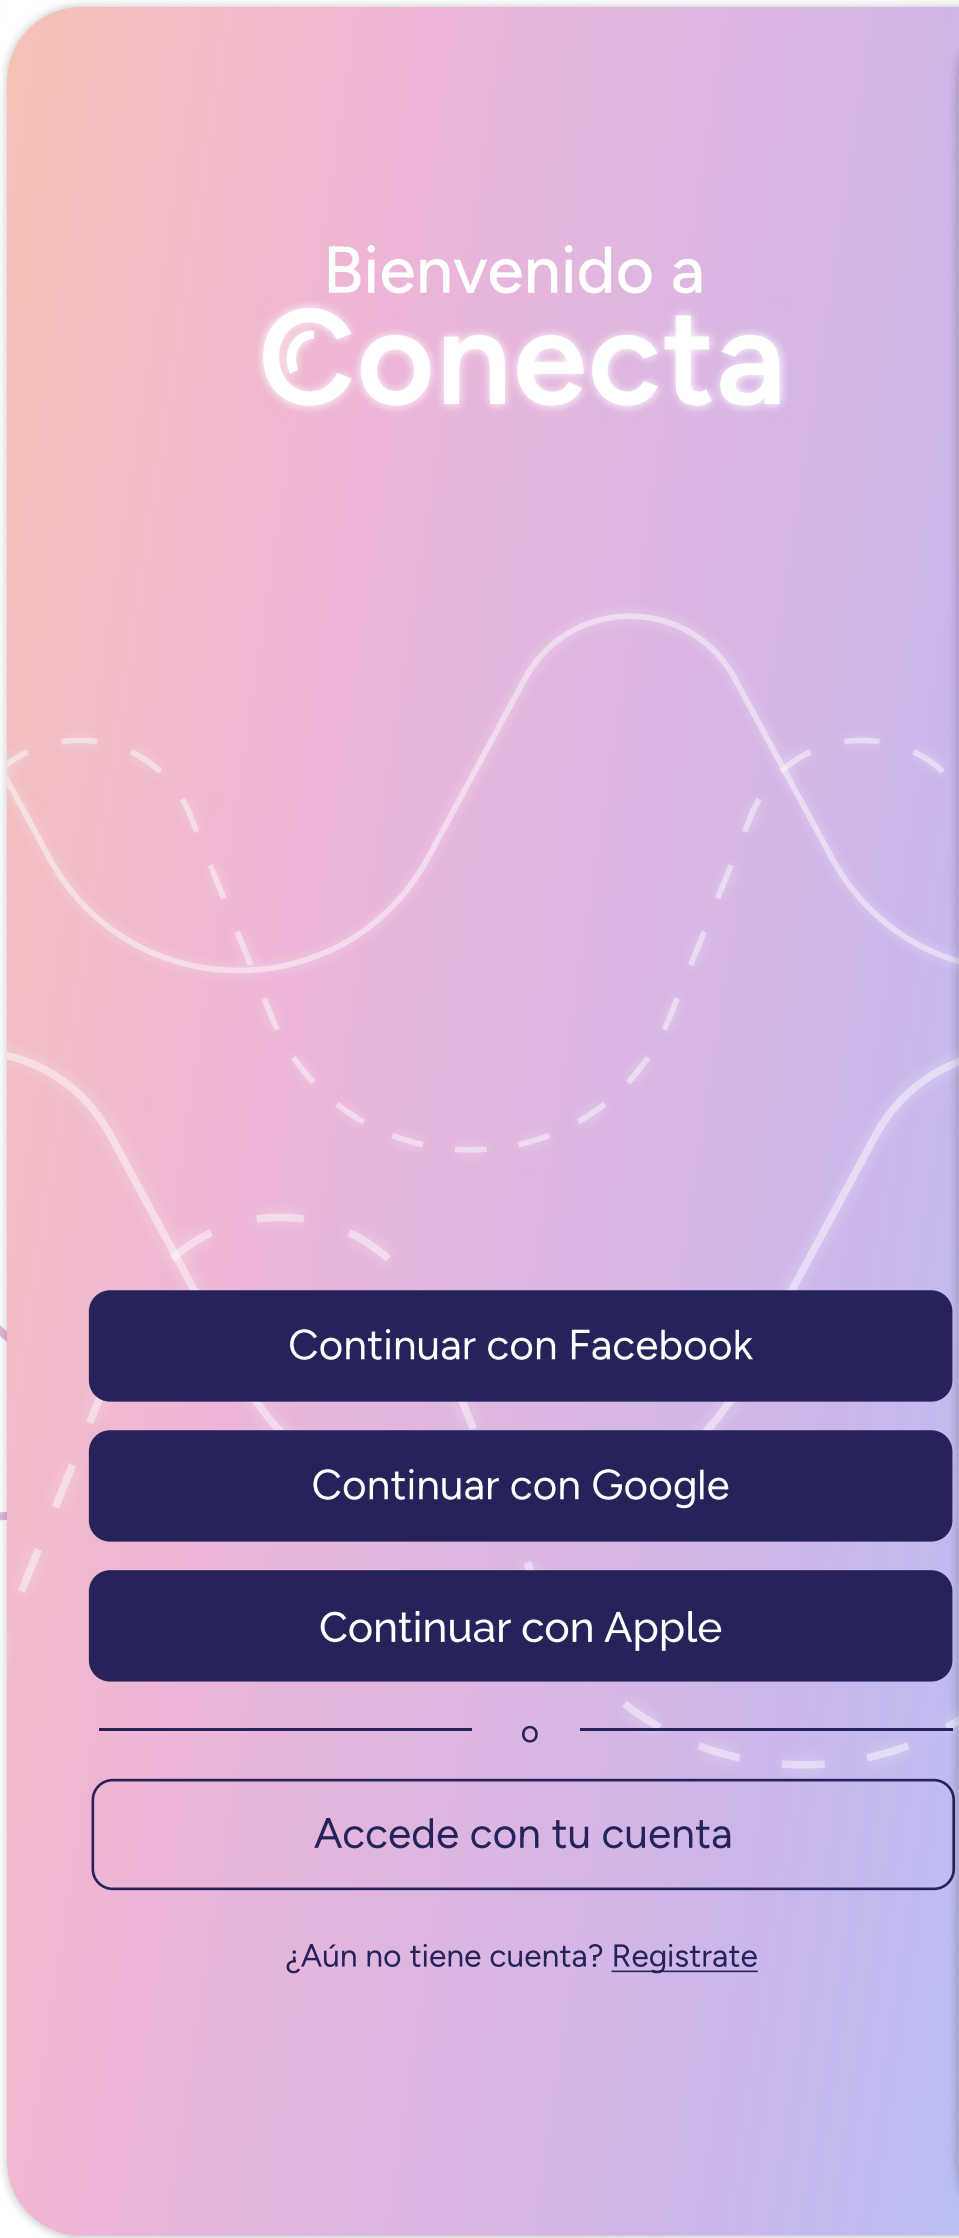 Bienvenido a
Conecta
Continuar con Facebook
Continuar con Google
Continuar con Apple
o
Accede con tu cuenta
¿Aún no tiene cuenta? Registrate